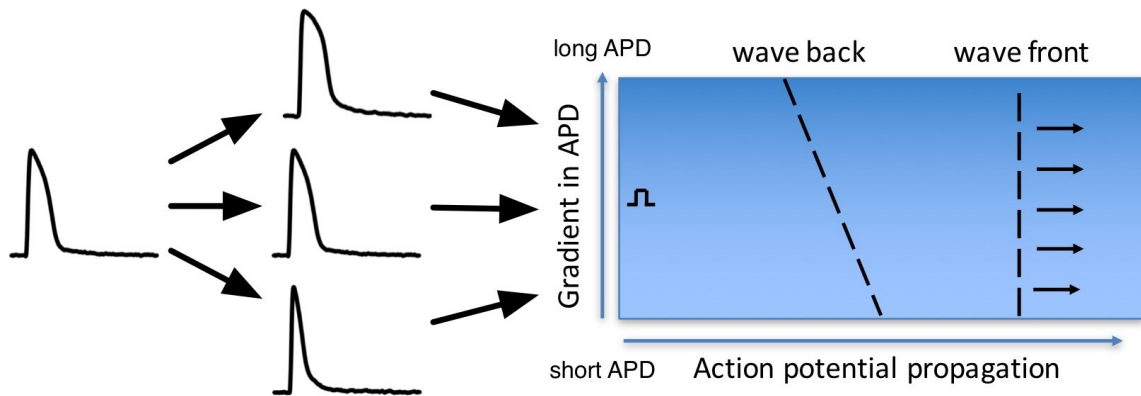 long APD
wave back
wave front
Gradient in APD
short APD
Action potential propagation